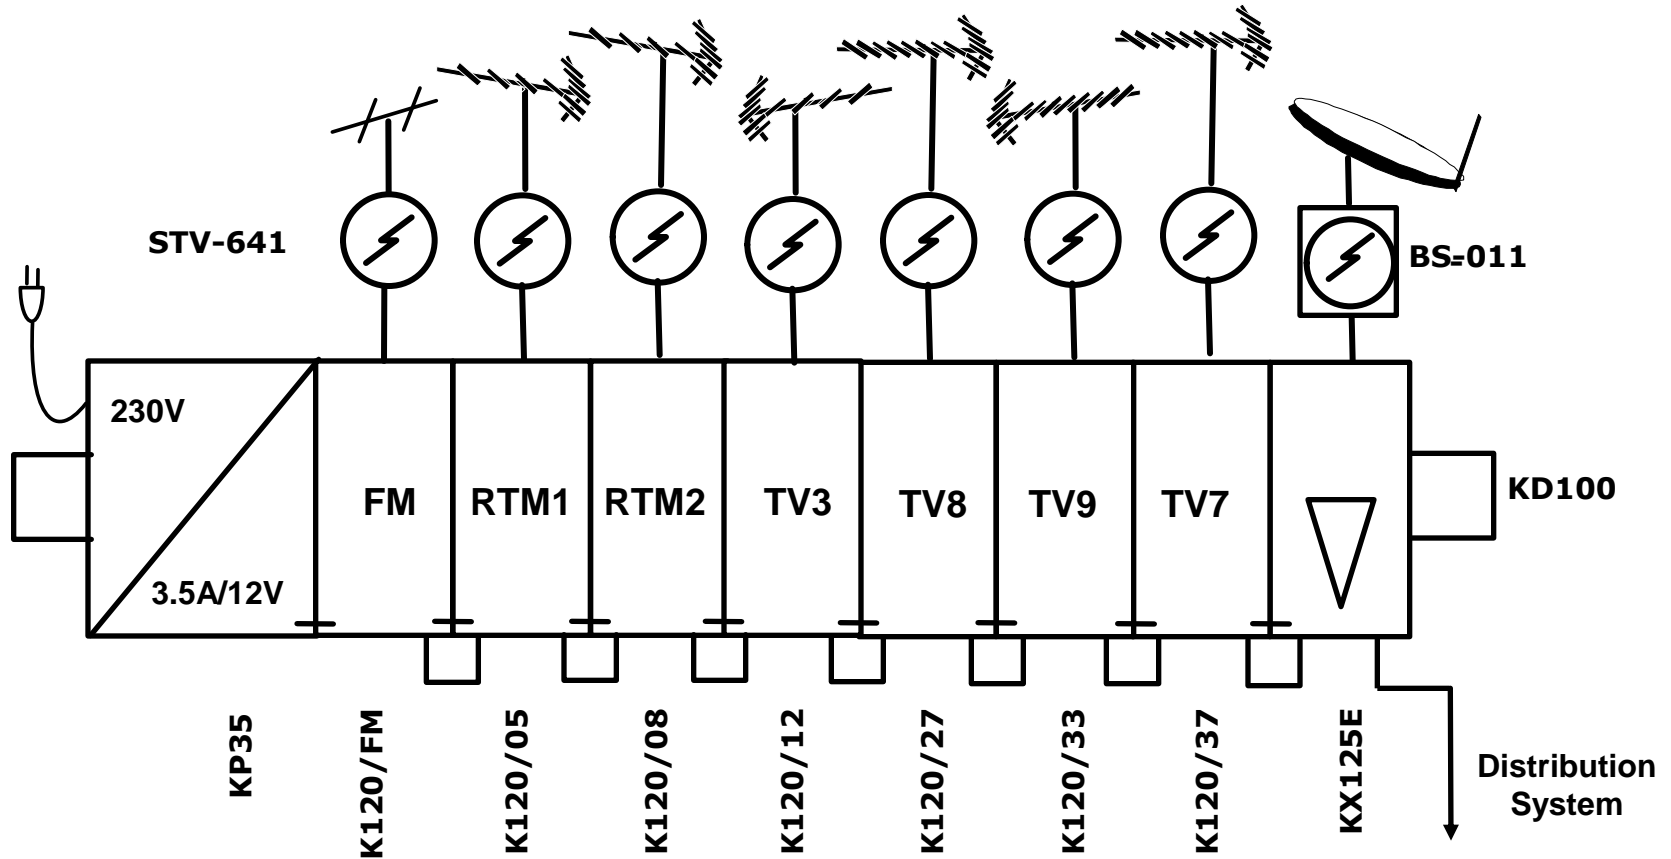 STV-641
BS-011
230V
3.5A/12V
FM
RTM1
RTM2
TV3
TV8
TV9
TV7
KD100
KP35
K120/FM
K120/05
K120/08
K120/12
K120/27
K120/33
K120/37
KX125E
Distribution
System